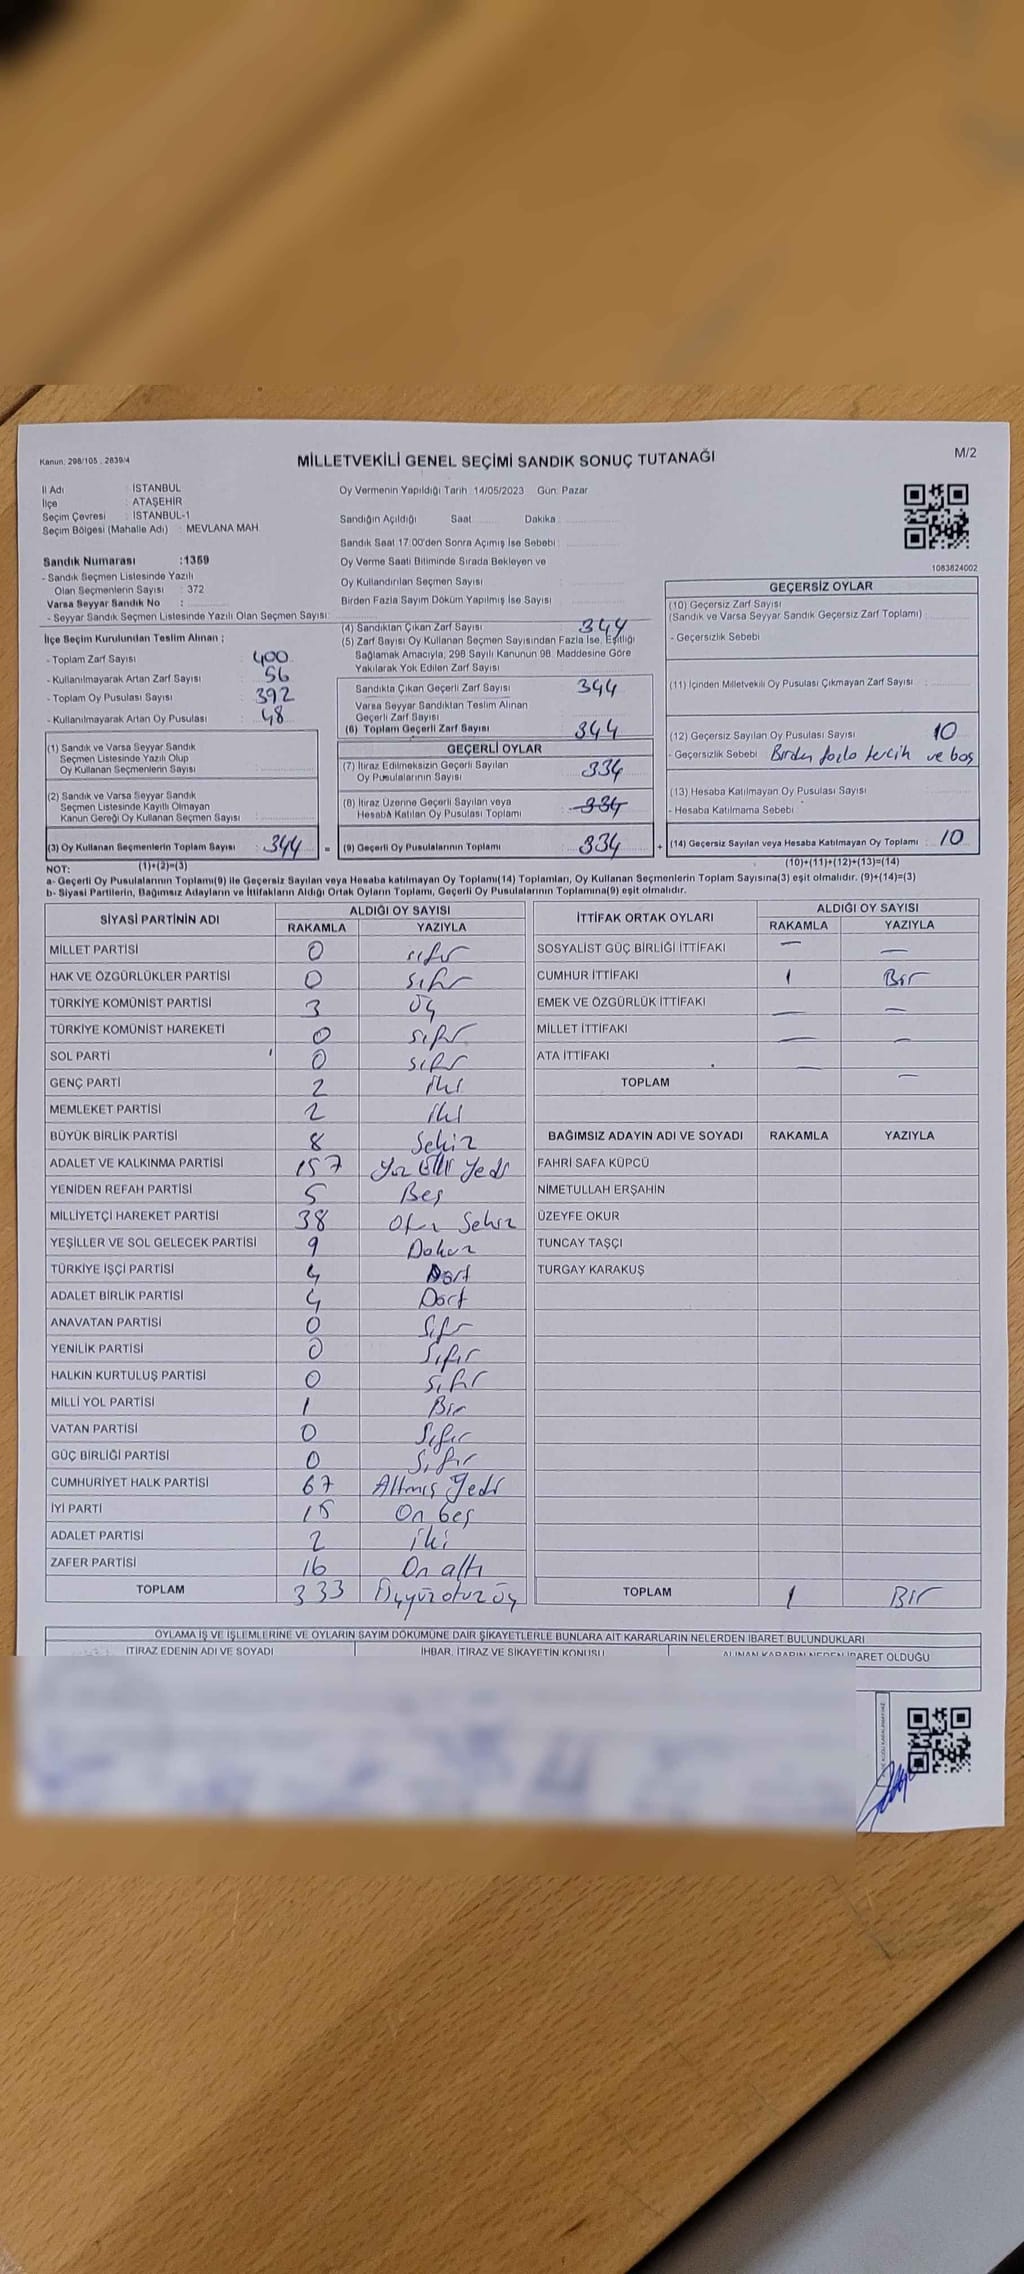 Kanun: 298/105 , 2839/4
MİLLETVEKİLİ GENEL SEÇİMİ SANDIK SONUÇ TUTANAĞI
M/2
İl Adı : İSTANBUL
İlçe : ATAŞEHİR
Seçim Çevresi : İSTANBUL-1
Seçim Bölgesi (Mahalle Adı) : MEVLANA MAH.
Sandık Numarası :1359
- Sandık Seçmen Listesinde Yazılı
Olan Seçmenlerin Sayısı : 372
Varsa Seyyar Sandık No :
- Seyyar Sandık Seçmen Listesinde Yazılı Olan Seçmen Sayısı:
Oy Vermenin Yapıldığı Tarih :14/05/2023 Gün: Pazar
Sandığın Açıldığı Saat Dakika :
Sandık Saat 17:00'den Sonra Açımış İse Sebebi :
Oy Verme Saati Bitiminde Sırada Bekleyen ve
Oy Kullandırılan Seçmen Sayısı :
Birden Fazla Sayım Döküm Yapılmış İse Sayısı :
1083824002
İlçe Seçim Kurulundan Teslim Alınan ;
- Toplam Zarf Sayısı : 400
- Kullanılmayarak Artan Zarf Sayısı : 56
- Toplam Oy Pusulası Sayısı : 392
- Kullanılmayarak Artan Oy Pusulası : 48
(4) Sandıktan Çıkan Zarf Sayısı : 344
(5) Zarf Sayısı Oy Kullanan Seçmen Sayısından Fazla İse, Eşitliği
Sağlamak Amacıyla; 298 Sayılı Kanunun 98. Maddesine Göre
Yakılarak Yok Edilen Zarf Sayısı :
Sandıkta Çıkan Geçerli Zarf Sayısı : 344
Varsa Seyyar Sandıktan Teslim Alınan
Geçerli Zarf Sayısı :
(6) Toplam Geçerli Zarf Sayısı : 344
GEÇERSİZ OYLAR
(10) Geçersiz Zarf Sayısı
(Sandık ve Varsa Seyyar Sandık Geçersiz Zarf Toplamı) :
- Geçersizlik Sebebi :
(11) İçinden Milletvekili Oy Pusulası Çıkmayan Zarf Sayısı :
(12) Geçersiz Sayılan Oy Pusulası Sayısı : 10
- Geçersizlik Sebebi : Birden fazla tercih ve boş
(13) Hesaba Katılmayan Oy Pusulası Sayısı :
- Hesaba Katılmama Sebebi :
(1) Sandık ve Varsa Seyyar Sandık
Seçmen Listesinde Yazılı Olup
Oy Kullanan Seçmenlerin Sayısı :
(2) Sandık ve Varsa Seyyar Sandık
Seçmen Listesinde Kayıtlı Olmayan
Kanun Gereği Oy Kullanan Seçmen Sayısı :
GEÇERLİ OYLAR
(7) İtiraz Edilmeksizin Geçerli Sayılan
Oy Pusulalarının Sayısı : 334
(8) İtiraz Üzerine Geçerli Sayılan veya
Hesaba Katılan Oy Pusulası Toplamı : 334
(3) Oy Kullanan Seçmenlerin Toplam Sayısı : 344 = (9) Geçerli Oy Pusulalarının Toplamı : 334 + (14) Geçersiz Sayılan veya Hesaba Katılmayan Oy Toplamı : 10
NOT: (1)+(2)=(3) (10)+(11)+(12)+(13)=(14)
a- Geçerli Oy Pusulalarının Toplamı(9) ile Geçersiz Sayılan veya Hesaba katılmayan Oy Toplamı(14) Toplamları, Oy Kullanan Seçmenlerin Toplam Sayısına(3) eşit olmalıdır. (9)+(14)=(3)
b- Siyasi Partilerin, Bağımsız Adayların ve İttifakların Aldığı Ortak Oyların Toplamı, Geçerli Oy Pusulalarının Toplamına(9) eşit olmalıdır.
SİYASİ PARTİNİN ADI ALDIĞI OY SAYISI
RAKAMLA YAZIYLA
MİLLET PARTİSİ 0 sıfır
HAK VE ÖZGÜRLÜKLER PARTİSİ 0 sıfır
TÜRKİYE KOMÜNİST PARTİSİ 3 üç
TÜRKİYE KOMÜNİST HAREKETİ 0 sıfır
SOL PARTİ 0 sıfır
GENÇ PARTİ 2 iki
MEMLEKET PARTİSİ 2 iki
BÜYÜK BİRLİK PARTİSİ 8 Sekiz
ADALET VE KALKINMA PARTİSİ 157 Yüz Elli Yedi
YENİDEN REFAH PARTİSİ 5 Beş
MİLLİYETÇİ HAREKET PARTİSİ 38 Otuz Sekiz
YEŞİLLER VE SOL GELECEK PARTİSİ 9 Dokuz
TÜRKİYE İŞÇİ PARTİSİ 4 Dört
ADALET BİRLİK PARTİSİ 4 Dört
ANAVATAN PARTİSİ 0 Sıfır
YENİLİK PARTİSİ 0 Sıfır
HALKIN KURTULUŞ PARTİSİ 0 Sıfır
MİLLİ YOL PARTİSİ 1 Bir
VATAN PARTİSİ 0 Sıfır
GÜÇ BİRLİĞİ PARTİSİ 0 Sıfır
CUMHURİYET HALK PARTİSİ 67 Altmış Yedi
İYİ PARTİ 15 On beş
ADALET PARTİSİ 2 iki
ZAFER PARTİSİ 16 On altı
TOPLAM 333 Üçyüz otuz üç
İTTİFAK ORTAK OYLARI ALDIĞI OY SAYISI
RAKAMLA YAZIYLA
SOSYALİST GÜÇ BİRLİĞİ İTTİFAKI — —
CUMHUR İTTİFAKI 1 Bir
EMEK VE ÖZGÜRLÜK İTTİFAKI — —
MİLLET İTTİFAKI — —
ATA İTTİFAKI — —
TOPLAM
BAĞIMSIZ ADAYIN ADI VE SOYADI RAKAMLA YAZIYLA
FAHRİ SAFA KÜPCÜ
NİMETULLAH ERŞAHİN
ÜZEYFE OKUR
TUNCAY TAŞÇI
TURGAY KARAKUŞ
TOPLAM 1 Bir
OYLAMA İŞ VE İŞLEMLERİNE VE OYLARIN SAYIM DÖKÜMÜNE DAİR ŞİKAYETLERLE BUNLARA AİT KARARLARIN NELERDEN İBARET BULUNDUKLARI
İTİRAZ EDENİN ADI VE SOYADI İHBAR, İTİRAZ VE ŞİKAYETİN KONUSU ALINAN KARARIN NEDEN İBARET OLDUĞU